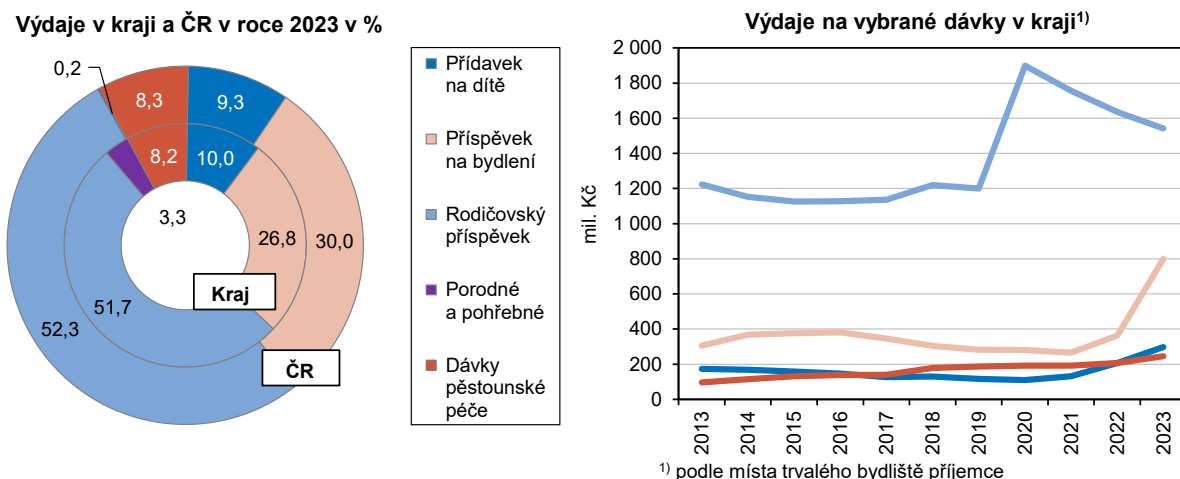 Výdaje v kraji a ČR v roce 2023 v %
0,2
8,3
9,3
8,2
10,0
3,3
26,8
30,0
Kraj
51,7
52,3
ČR
Přídavek
na dítě
Příspěvek
na bydlení
Rodičovský
příspěvek
Porodné
a pohřebné
Dávky
pěstounské
péče
Výdaje na vybrané dávky v kraji¹⁾
mil. Kč
2 000
1 800
1 600
1 400
1 200
1 000
800
600
400
200
0
2013
2014
2015
2016
2017
2018
2019
2020
2021
2022
2023
¹⁾ podle místa trvalého bydliště příjemce